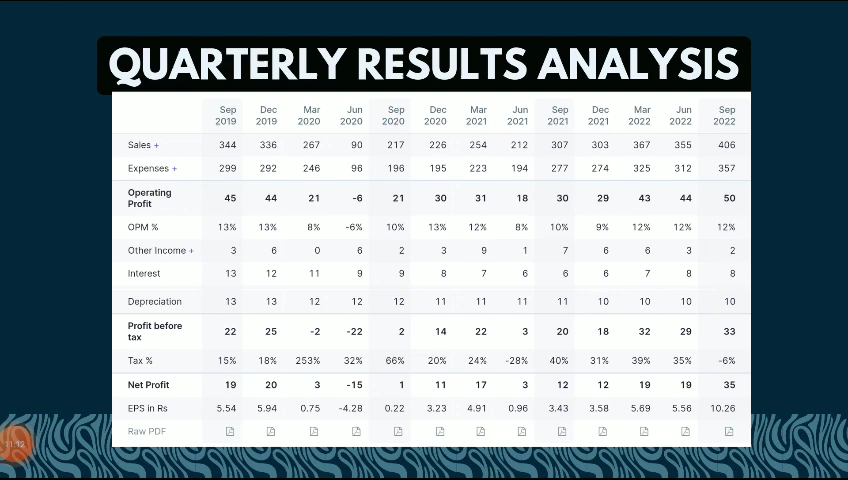 QUARTERLY RESULTS ANALYSIS
Sep 2019 Dec 2019 Mar 2020 Jun 2020 Sep 2020 Dec 2020 Mar 2021 Jun 2021 Sep 2021 Dec 2021 Mar 2022 Jun 2022 Sep 2022
Sales + 344 336 267 90 217 226 254 212 307 303 367 355 406
Expenses + 299 292 246 96 196 195 223 194 277 274 325 312 357
Operating Profit 45 44 21 -6 21 30 31 18 30 29 43 44 50
OPM % 13% 13% 8% -6% 10% 13% 12% 8% 10% 9% 12% 12% 12%
Other Income + 3 6 0 6 2 3 9 1 7 6 6 3 2
Interest 13 12 11 9 9 8 7 6 6 6 7 8 8
Depreciation 13 13 12 12 12 11 11 11 11 10 10 10 10
Profit before tax 22 25 -2 -22 2 14 22 3 20 18 32 29 33
Tax % 15% 18% 253% 32% 66% 20% 24% -28% 40% 31% 39% 35% -6%
Net Profit 19 20 3 -15 1 11 17 3 12 12 19 19 35
EPS in Rs 5.54 5.94 0.75 -4.28 0.22 3.23 4.91 0.96 3.43 3.58 5.69 5.56 10.26
Raw PDF
11:12